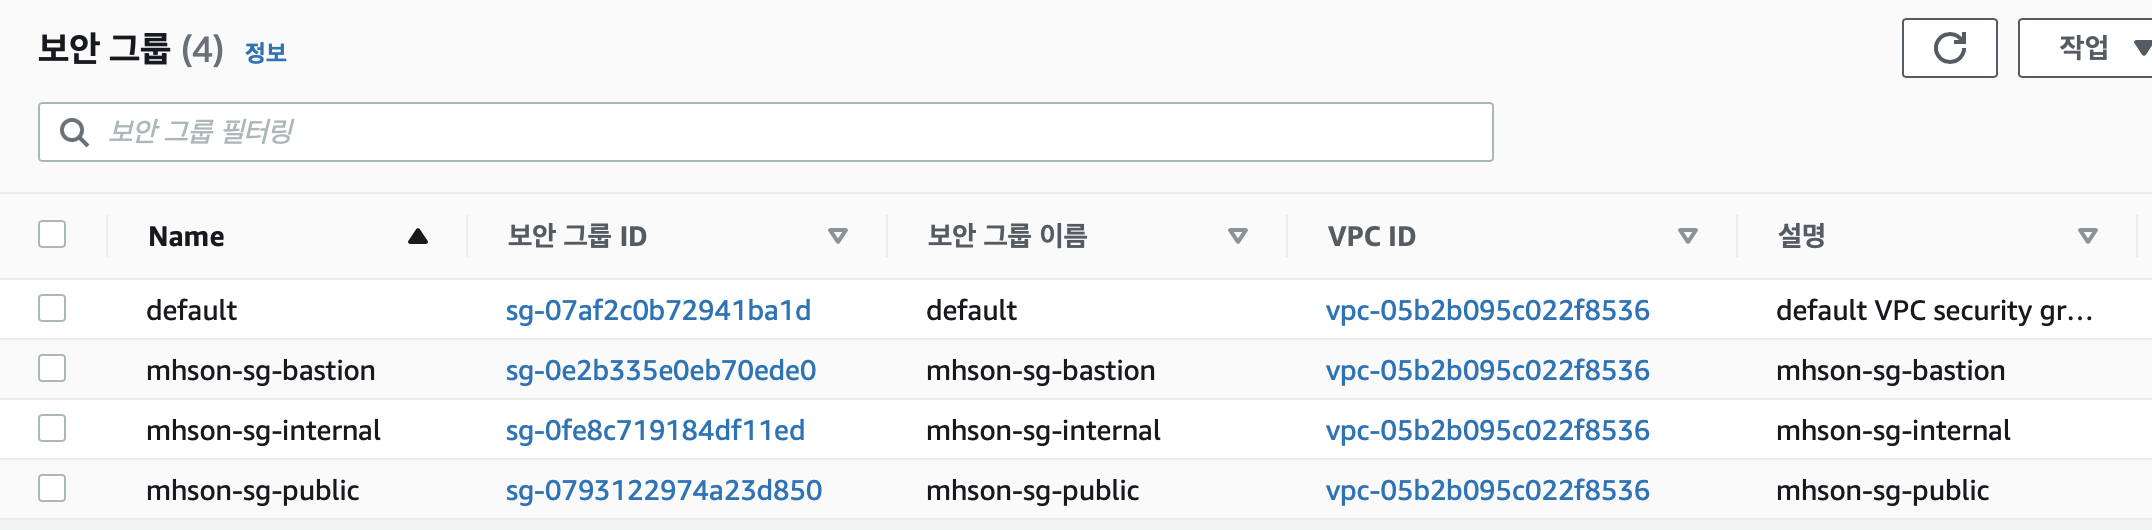 보안 그룹 (4) 정보
작업
보안 그룹 필터링
Name 보안 그룹 ID 보안 그룹 이름 VPC ID 설명
default sg-07af2c0b72941ba1d default vpc-05b2b095c022f8536 default VPC security gr...
mhson-sg-bastion sg-0e2b335e0eb70ede0 mhson-sg-bastion vpc-05b2b095c022f8536 mhson-sg-bastion
mhson-sg-internal sg-0fe8c719184df11ed mhson-sg-internal vpc-05b2b095c022f8536 mhson-sg-internal
mhson-sg-public sg-0793122974a23d850 mhson-sg-public vpc-05b2b095c022f8536 mhson-sg-public